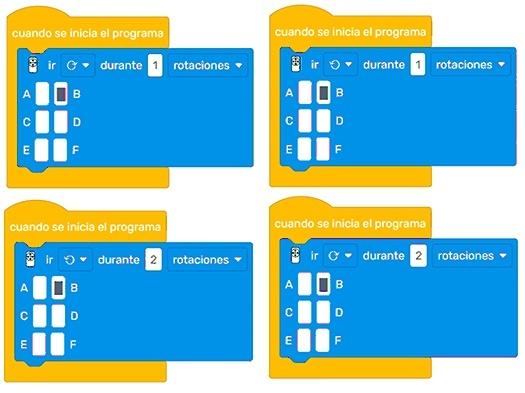 cuando se inicia el programa
ir durante 1 rotaciones
A B
C D
E F
cuando se inicia el programa
ir durante 1 rotaciones
A B
C D
E F
cuando se inicia el programa
ir durante 2 rotaciones
A B
C D
E F
cuando se inicia el programa
ir durante 2 rotaciones
A B
C D
E F